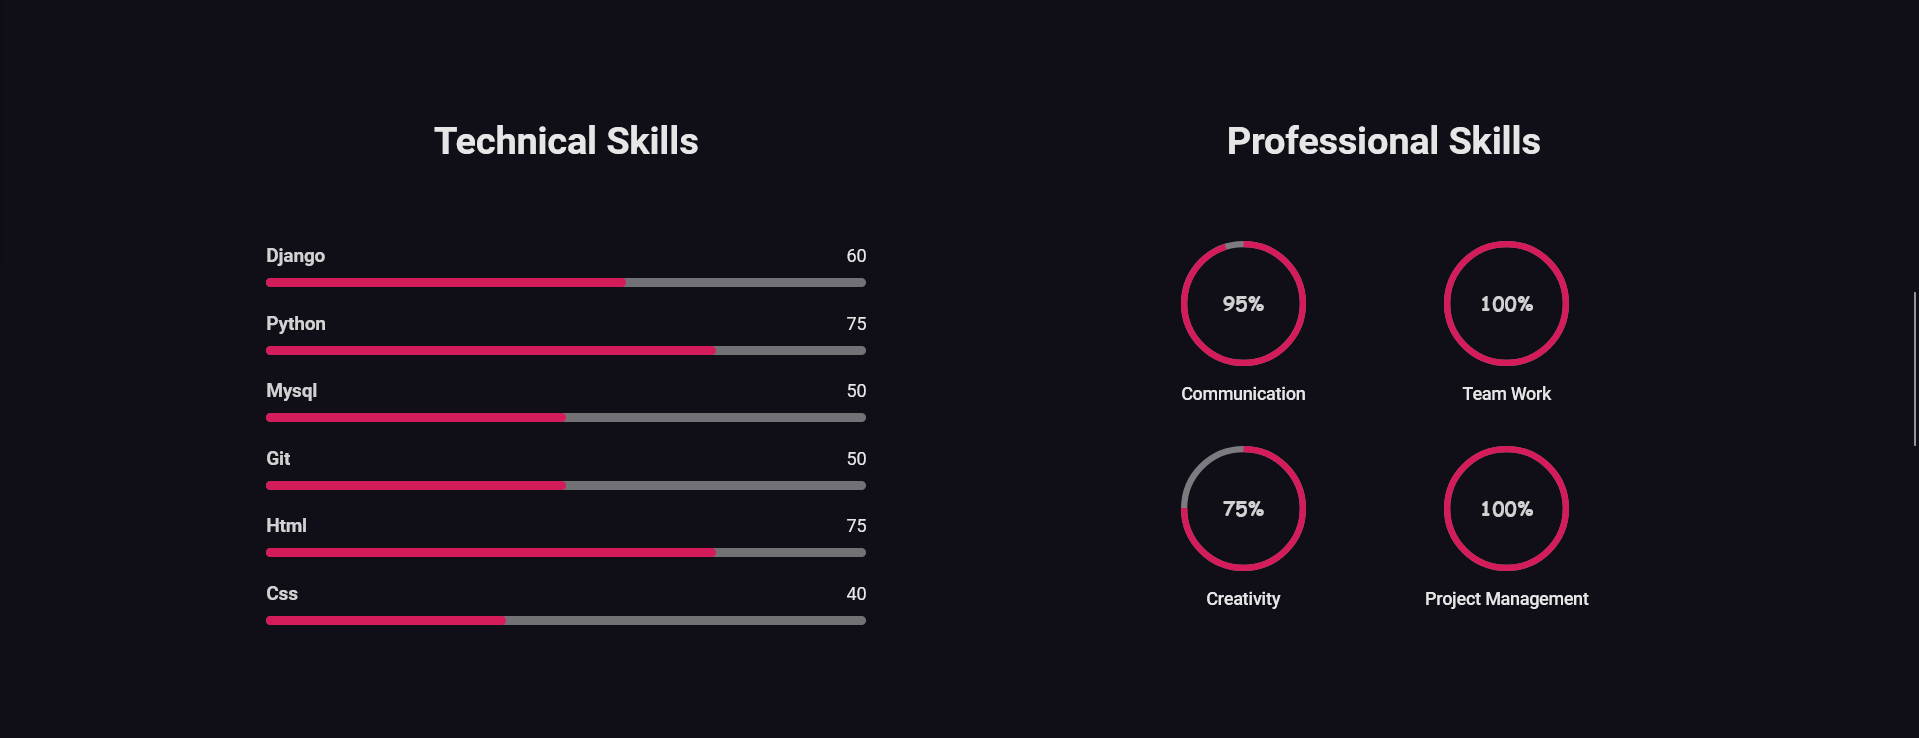 Technical Skills
Django 60
Python 75
Mysql 50
Git 50
Html 75
Css 40
Professional Skills
95% 100%
Communication Team Work
75% 100%
Creativity Project Management